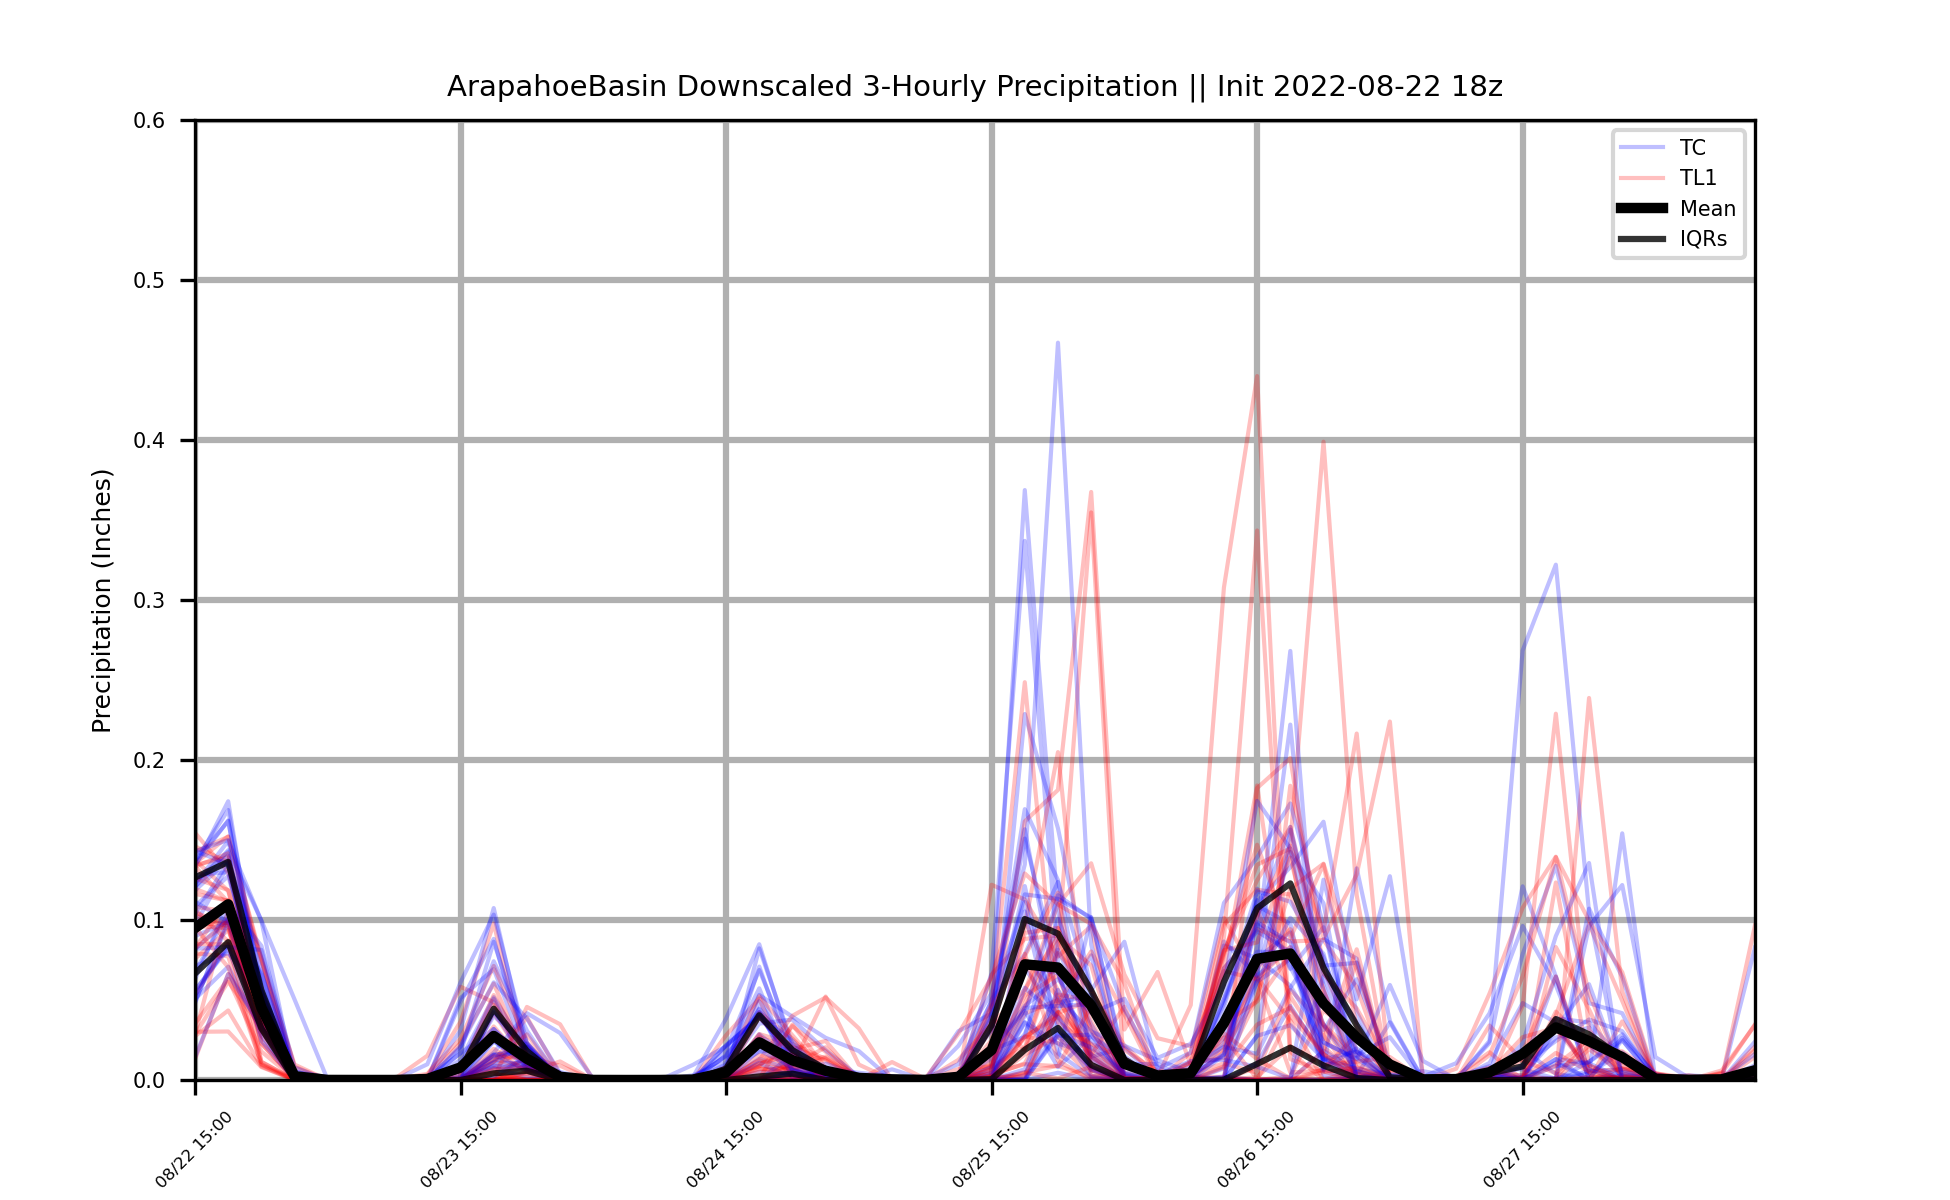 ArapahoeBasin Downscaled 3-Hourly Precipitation || Init 2022-08-22 18z
TC
TL1
Mean
IQRs
Precipitation (Inches)
0.6
0.5
0.4
0.3
0.2
0.1
0.0
08/22 15:00
08/23 15:00
08/24 15:00
08/25 15:00
08/26 15:00
08/27 15:00